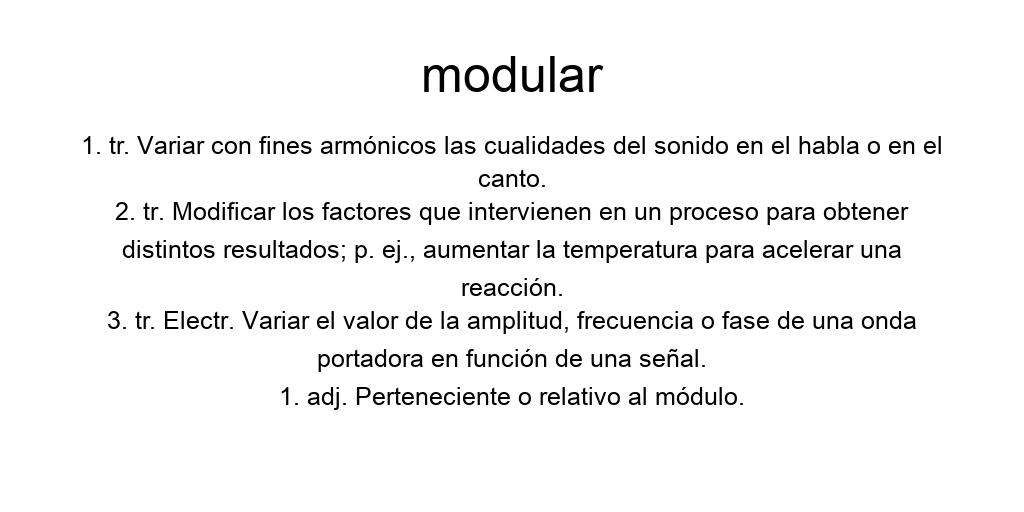 modular
1. tr. Variar con fines armónicos las cualidades del sonido en el habla o en el
canto.
2. tr. Modificar los factores que intervienen en un proceso para obtener
distintos resultados; p. ej., aumentar la temperatura para acelerar una
reacción.
3. tr. Electr. Variar el valor de la amplitud, frecuencia o fase de una onda
portadora en función de una señal.
1. adj. Perteneciente o relativo al módulo.